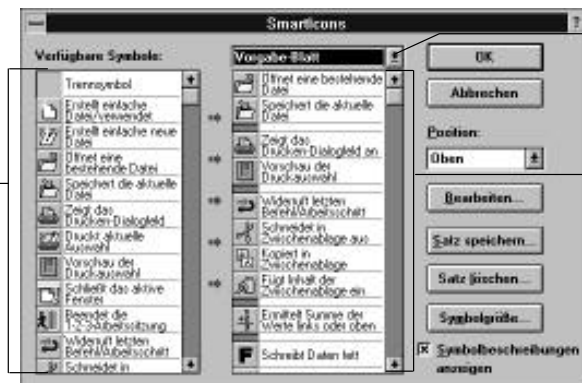 SmartIcons
?
Verfügbare Symbole:
Trennsymbol
Erstellt einfache
Datei/verwendet
Erstellt einfache neue
Datei
Öffnet eine
bestehende Datei
Speichert die aktuelle
Datei
Zeigt das
Drucken-Dialogfeld
Druckt aktuelle
Auswahl
Vorschau der
Druckauswahl
Schließt das aktive
Fenster
Beendet die
1-2-3-Arbeitssitzung
Widerruft letzten
Befehl/Arbeitsschritt
Schneidet in
Vorgabe-Blatt
Öffnet eine bestehende
Datei
Speichert die aktuelle
Datei
Zeigt das
Drucken-Dialogfeld an
Vorschau der
Druckauswahl
Widerruft letzten
Befehl/Arbeitsschritt
Schneidet in
Zwischenablage aus
Kopiert in
Zwischenablage
Fügt Inhalt der
Zwischenablage ein
Ermittelt Summe der
Werte links oder oben
F
Schreibt Daten fett
OK
Abbrechen
Position:
Oben
Bearbeiten...
Satz speichern...
Satz löschen...
Symbolgröße...
Symbolbeschreibungen
anzeigen